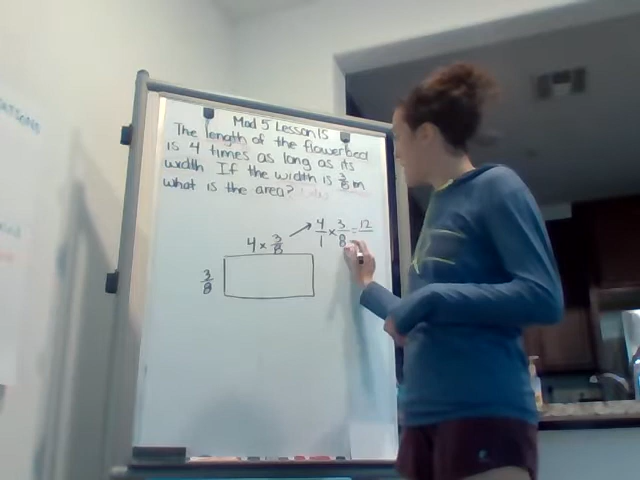 Mod 5 Lesson 15
The length of the flowerbed
is 4 times as long as its
width If the width is 3/8 m
what is the area?
4/1 × 3/8 = 12
4 × 3/8
3/8